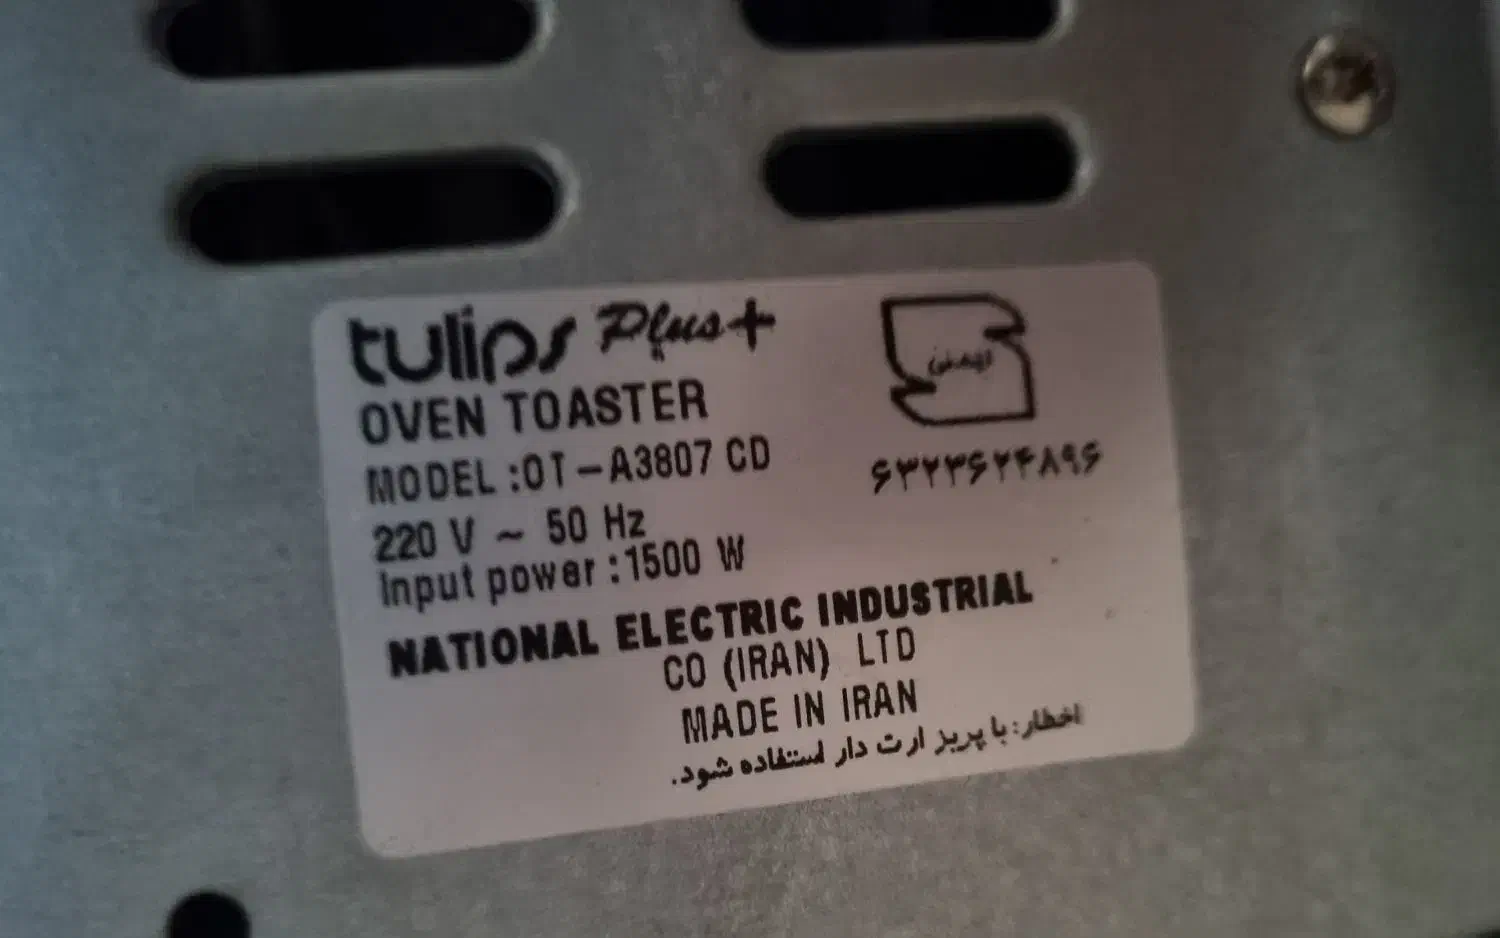 tulips Plus+
OVEN TOASTER
MODEL :OT-A3807 CD
220 V ~ 50 Hz
Input power :1500 W
ایمنی
۶۳۲۳۶۲۴۸۹۶
NATIONAL ELECTRIC INDUSTRIAL
CO (IRAN) LTD
MADE IN IRAN
اخطار: با پریز ارت دار استفاده شود.